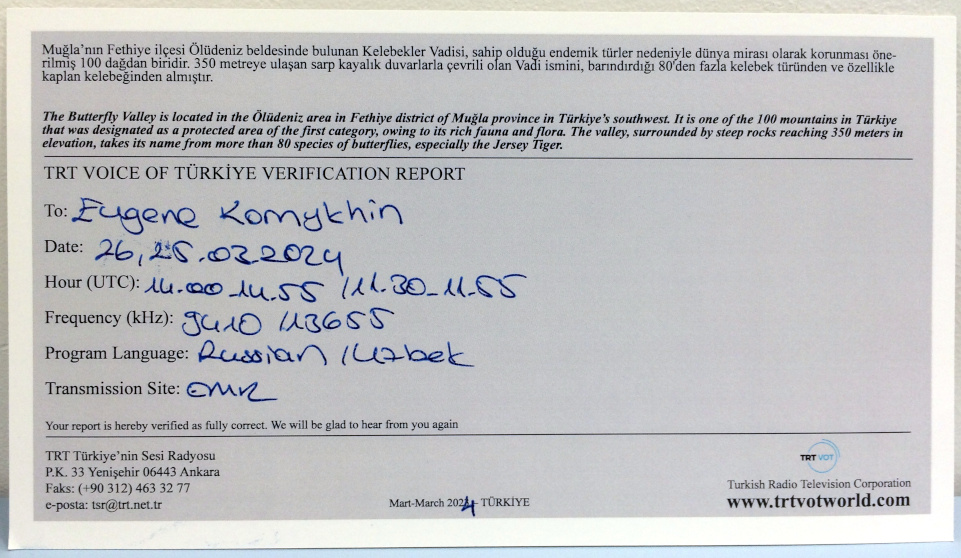 Muğla'nın Fethiye ilçesi Ölüdeniz beldesinde bulunan Kelebekler Vadisi, sahip olduğu endemik türler nedeniyle dünya mirası olarak korunması öne-
rilmiş 100 dağdan biridir. 350 metreye ulaşan sarp kayalık duvarlarla çevrili olan Vadi ismini, barındırdığı 80'den fazla kelebek türünden ve özellikle
kaplan kelebeğinden almıştır.
The Butterfly Valley is located in the Ölüdeniz area in Fethiye district of Muğla province in Türkiye's southwest. It is one of the 100 mountains in Türkiye
that was designated as a protected area of the first category, owing to its rich fauna and flora. The valley, surrounded by steep rocks reaching 350 meters in
elevation, takes its name from more than 80 species of butterflies, especially the Jersey Tiger.
TRT VOICE OF TÜRKİYE VERIFICATION REPORT
To: Eugene Komykhin
Date: 26, 25.03.2024
Hour (UTC): 14.00-14.55 / 11.30-11.55
Frequency (kHz): 9410 / 13655
Program Language: Russian / Uzbek
Transmission Site: EMR
Your report is hereby verified as fully correct. We will be glad to hear from you again
TRT Türkiye'nin Sesi Radyosu
P.K. 33 Yenişehir 06443 Ankara
Faks: (+90 312) 463 32 77
e-posta: tsr@trt.net.tr
Mart-March 2024 - TÜRKİYE
TRT VOT
Turkish Radio Television Corporation
www.trtvotworld.com